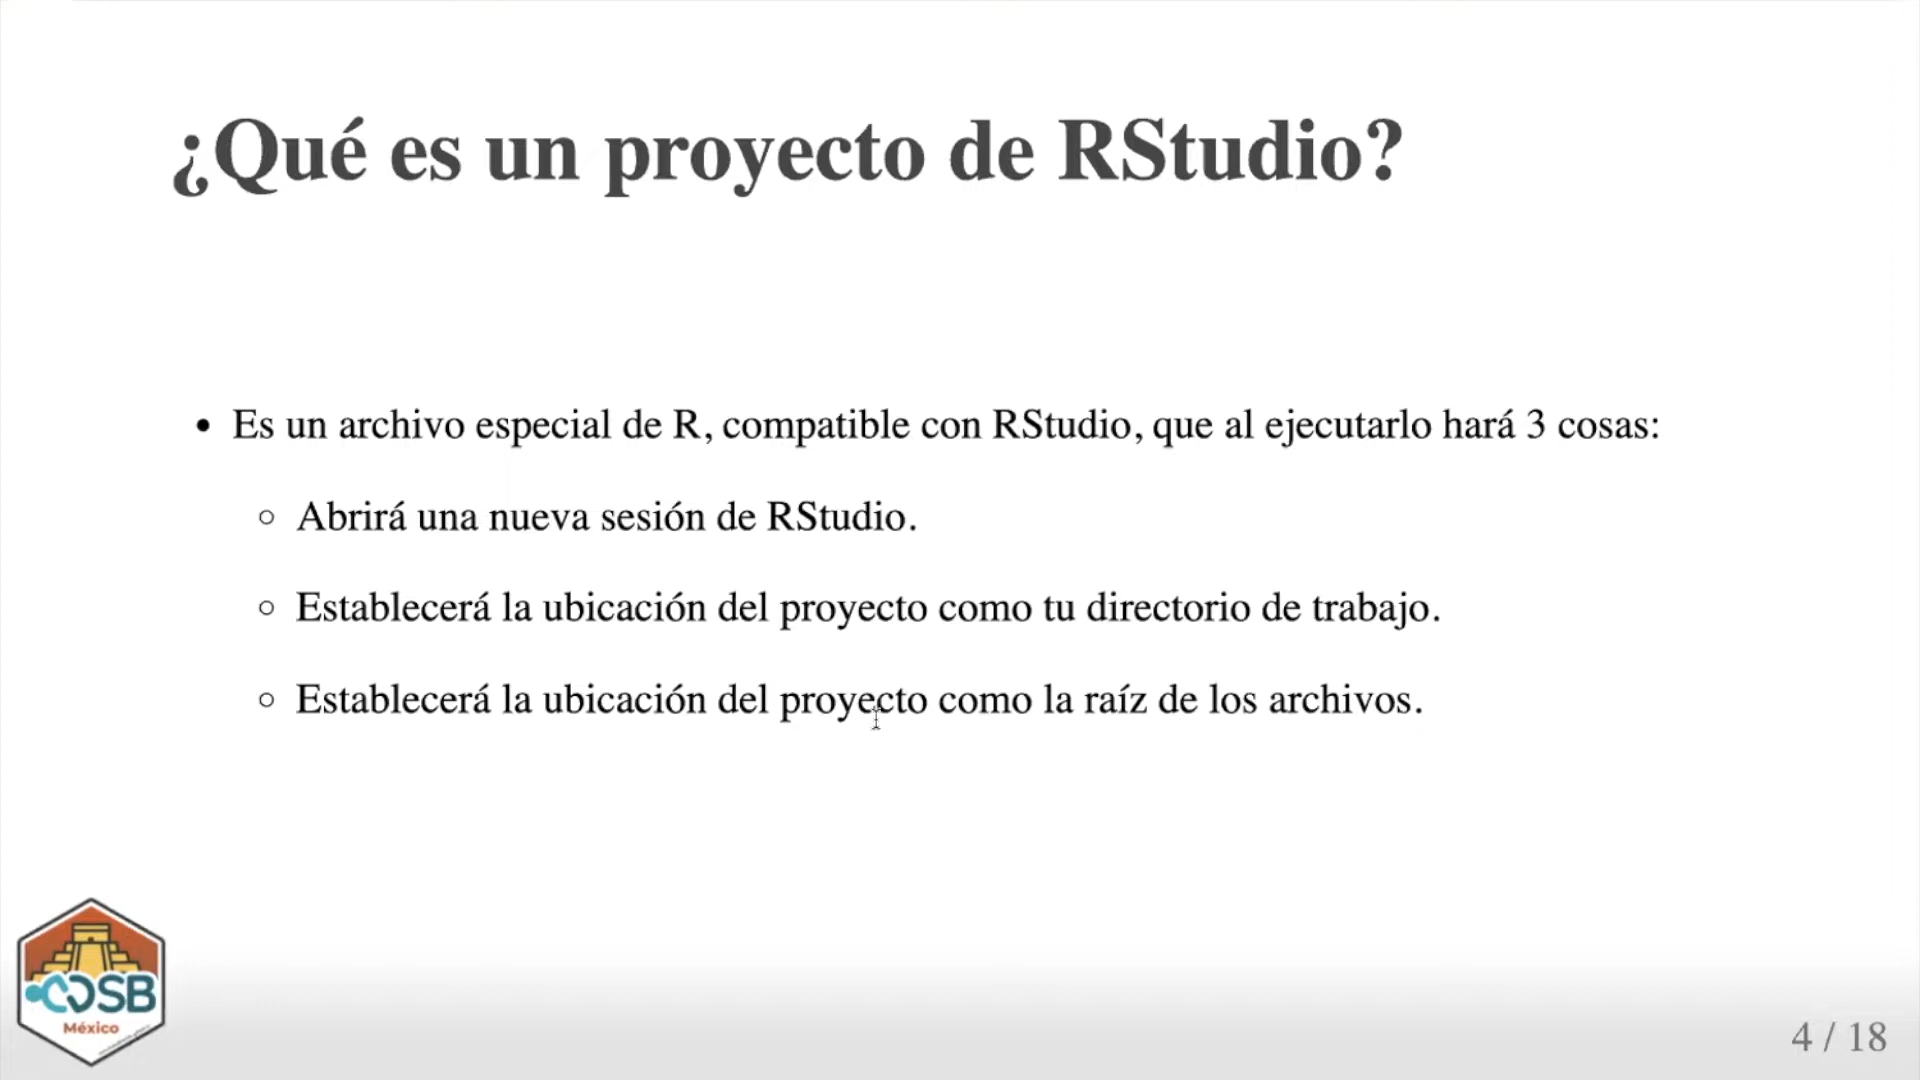 ¿Qué es un proyecto de RStudio?
• Es un archivo especial de R, compatible con RStudio, que al ejecutarlo hará 3 cosas:
○ Abrirá una nueva sesión de RStudio.
○ Establecerá la ubicación del proyecto como tu directorio de trabajo.
○ Establecerá la ubicación del proyecto como la raíz de los archivos.
CDSB
México
4 / 18